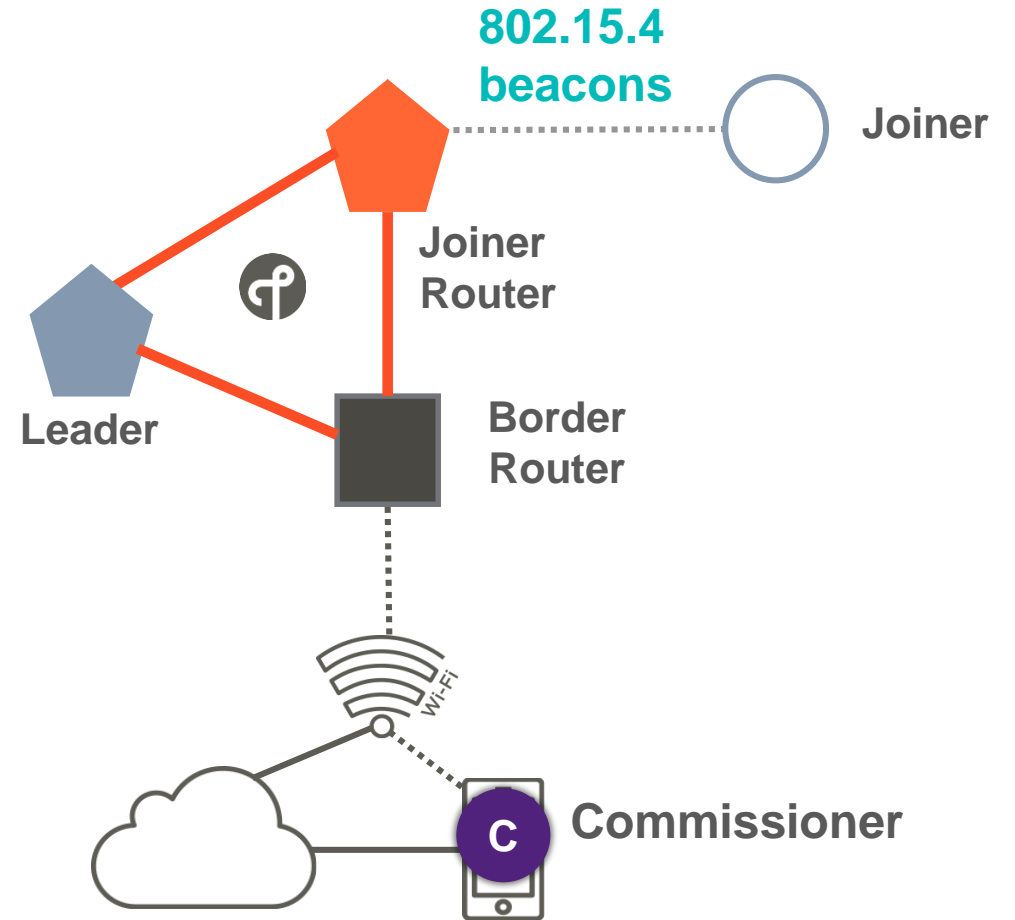 802.15.4
beacons
Joiner
Joiner
Router
Leader
Border
Router
Wi-Fi
C
Commissioner